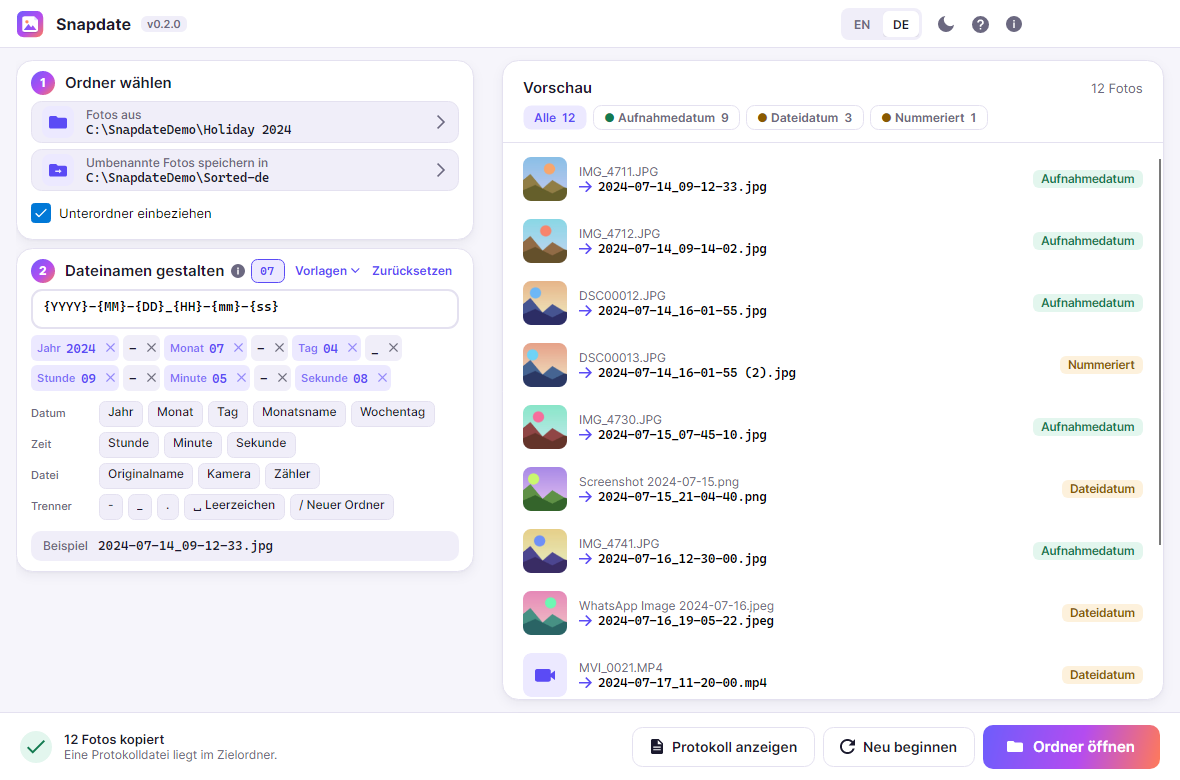 Snapdate v0.2.0
EN DE
1 Ordner wählen
Fotos aus
C:\SnapdateDemo\Holiday 2024
Umbenannte Fotos speichern in
C:\SnapdateDemo\Sorted-de
Unterordner einbeziehen
2 Dateinamen gestalten 07 Vorlagen Zurücksetzen
{YYYY}-{MM}-{DD}_{HH}-{mm}-{ss}
Jahr 2024 × - × Monat 07 × - × Tag 04 × _ ×
Stunde 09 × - × Minute 05 × - × Sekunde 08 ×
Datum Jahr Monat Tag Monatsname Wochentag
Zeit Stunde Minute Sekunde
Datei Originalname Kamera Zähler
Trenner - _ . ␣ Leerzeichen / Neuer Ordner
Beispiel 2024-07-14_09-12-33.jpg
Vorschau 12 Fotos
Alle 12 Aufnahmedatum 9 Dateidatum 3 Nummeriert 1
IMG_4711.JPG
→ 2024-07-14_09-12-33.jpg Aufnahmedatum
IMG_4712.JPG
→ 2024-07-14_09-14-02.jpg Aufnahmedatum
DSC00012.JPG
→ 2024-07-14_16-01-55.jpg Aufnahmedatum
DSC00013.JPG
→ 2024-07-14_16-01-55 (2).jpg Nummeriert
IMG_4730.JPG
→ 2024-07-15_07-45-10.jpg Aufnahmedatum
Screenshot 2024-07-15.png
→ 2024-07-15_21-04-40.png Dateidatum
IMG_4741.JPG
→ 2024-07-16_12-30-00.jpg Aufnahmedatum
WhatsApp Image 2024-07-16.jpeg
→ 2024-07-16_19-05-22.jpeg Dateidatum
MVI_0021.MP4
→ 2024-07-17_11-20-00.mp4 Dateidatum
12 Fotos kopiert
Eine Protokolldatei liegt im Zielordner.
Protokoll anzeigen Neu beginnen Ordner öffnen